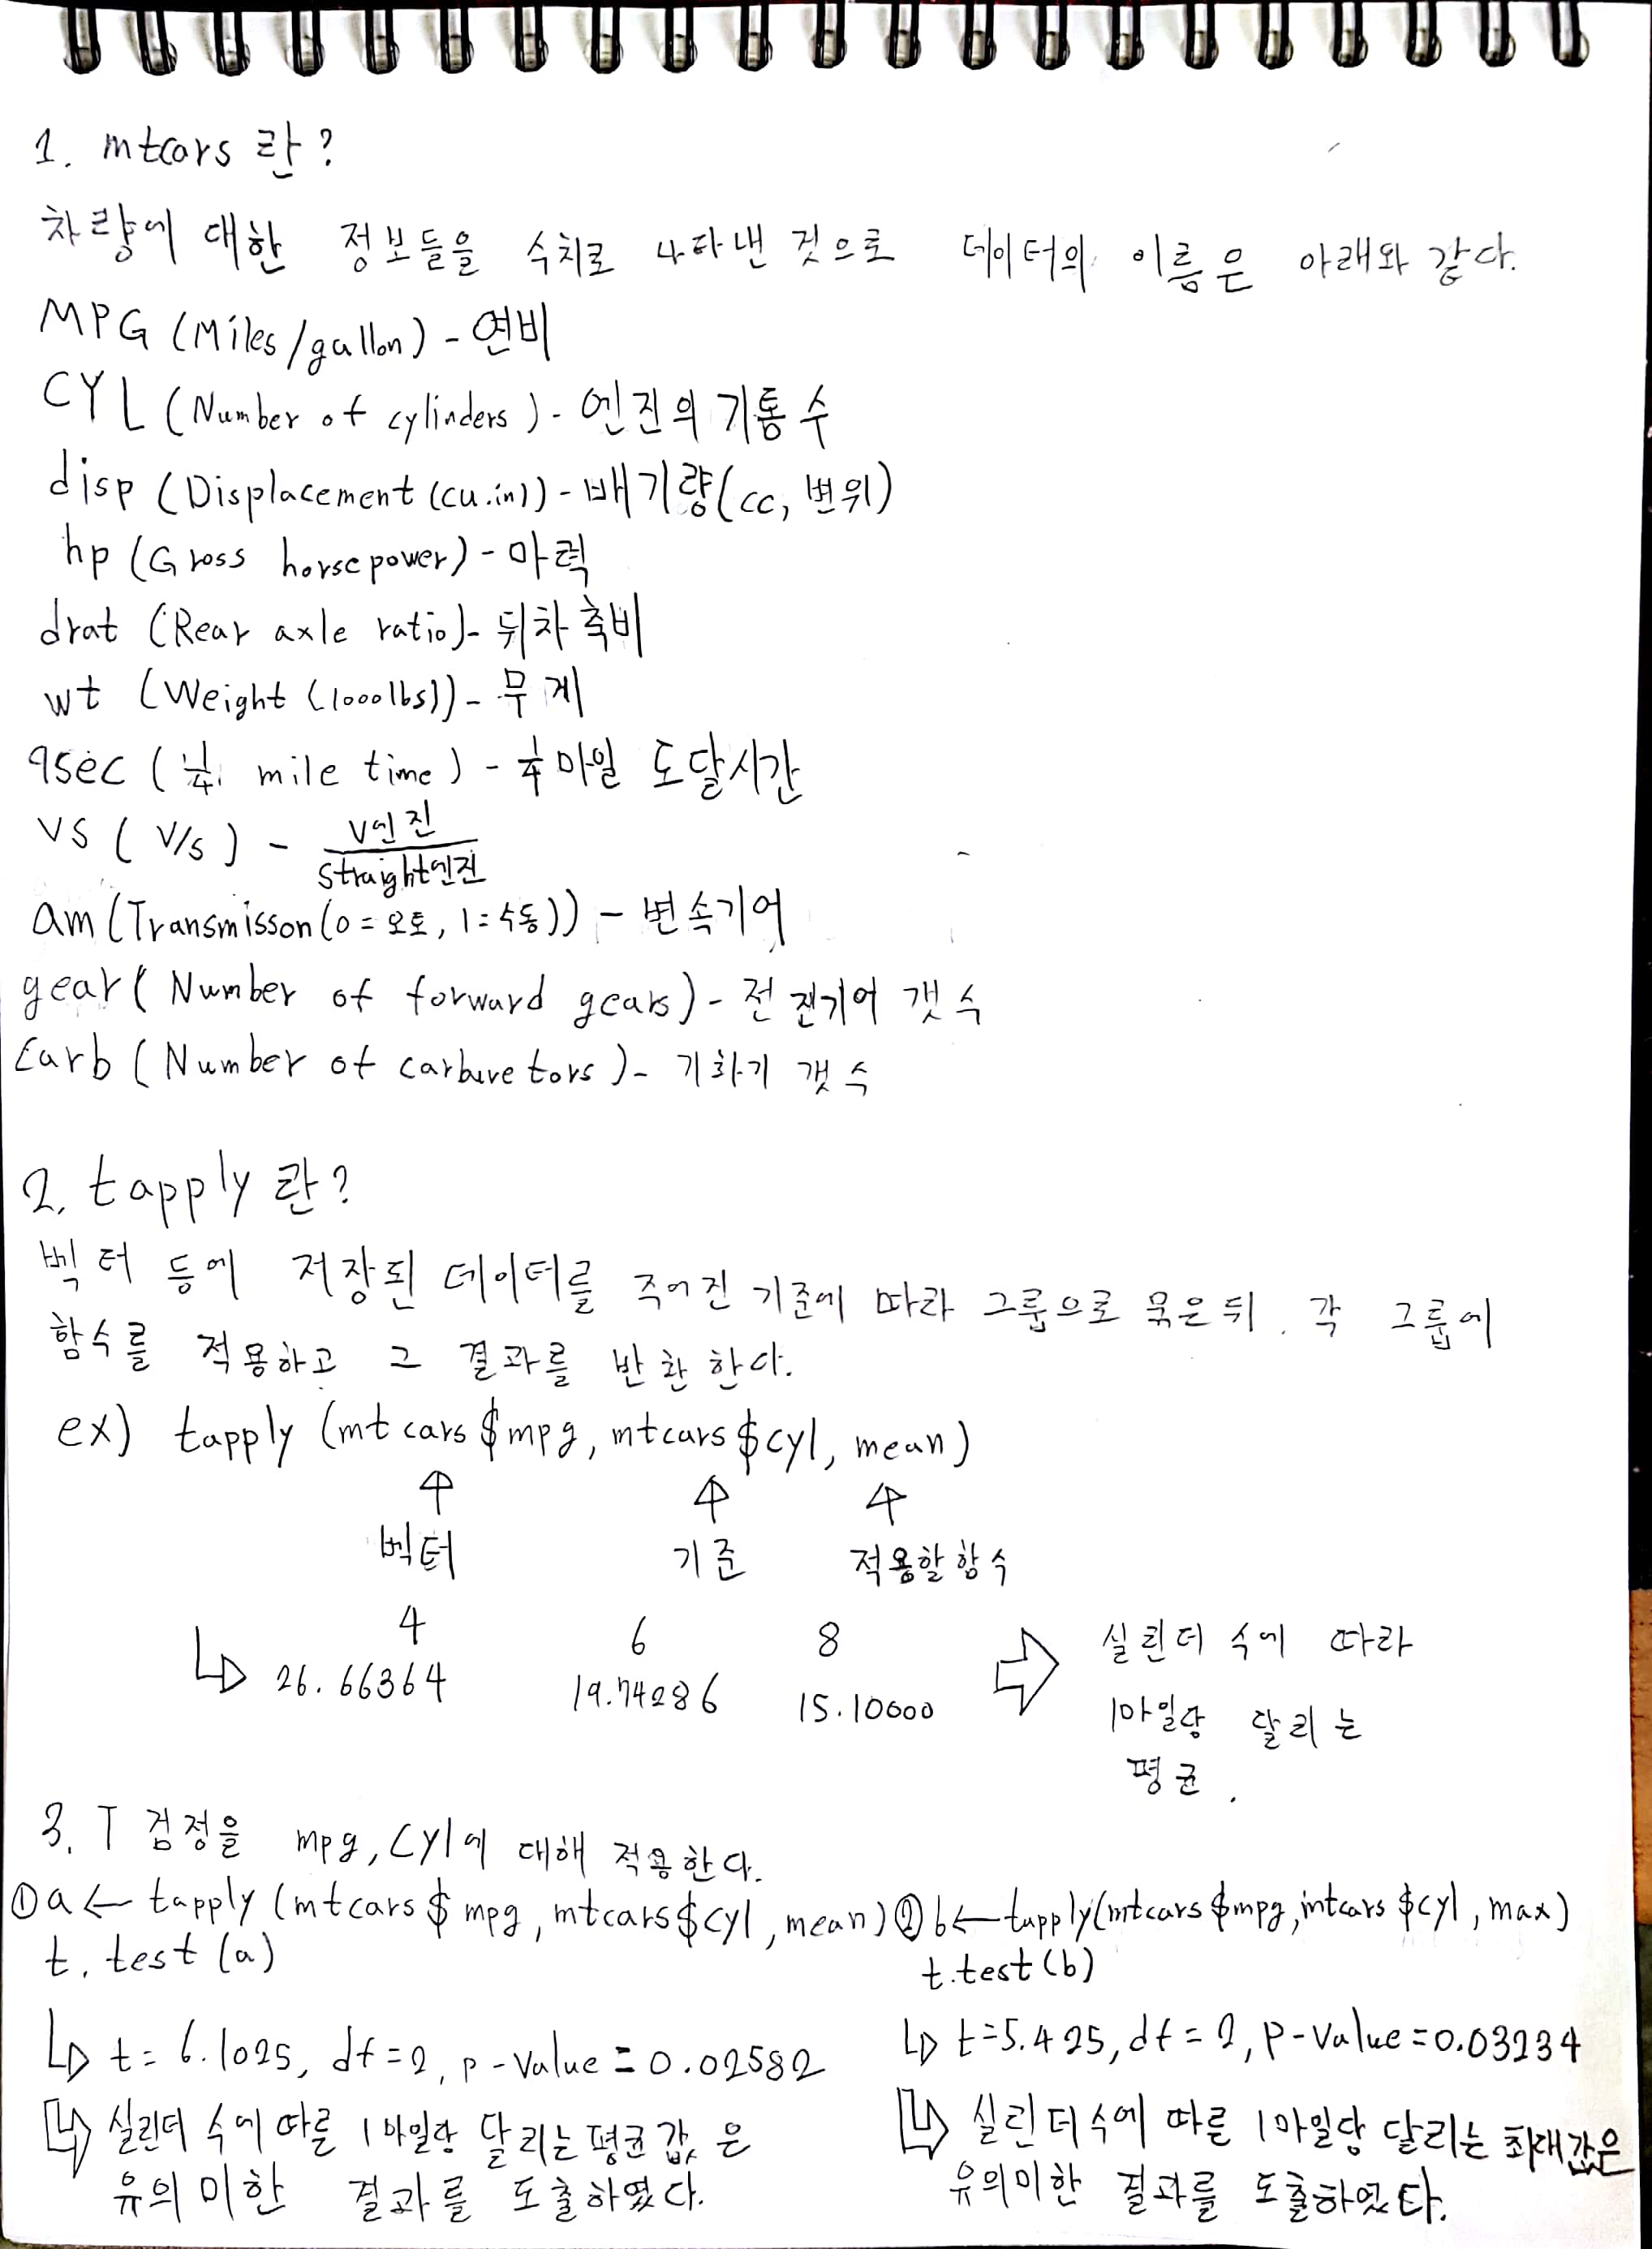 1. mtcars 란?
차량에 대한 정보들을 수치로 나타낸 것으로 데이터의 이름은 아래와 같다.
MPG (Miles/gallon) - 연비
CYL (Number of cylinders) - 엔진의 기통 수
disp (Displacement (cu.in)) - 배기량(cc, 변위)
hp (Gross horsepower) - 마력
drat (Rear axle ratio) - 뒤차축비
wt (Weight (1000lbs)) - 무게
qsec (1/4 mile time) - 1/4마일 도달시간
VS (V/s) - V엔진/Straight엔진
am (Transmisson (0 = 오토, 1 = 수동)) - 변속기어
gear (Number of forward gears) - 전진기어 갯수
Carb (Number of carburetors) - 기화기 갯수
2. tapply 란?
벡터 등에 저장된 데이터를 주어진 기준에 따라 그룹으로 묶은 뒤. 각 그룹에
함수를 적용하고 그 결과를 반환한다.
ex) tapply (mtcars $mpg, mtcars $cyl, mean)
↑ ↑ ↑
벡터 기준 적용할함수
4 6 8 ⇒ 실린더 수에 따라
↳ 26.66364 19.74286 15.10000 1마일당 달리는
평균.
3. T 검정을 mpg, Cyl에 대해 적용한다.
① a ← tapply (mtcars $ mpg, mtcars $cyl, mean)
t. test (a)
↳ t = 6.1025, df = 2, p-value = 0.02582
↳ 실린더 수에 따를 1마일당 달리는 평균 값은
유의미한 결과를 도출하였다.
② b ← tapply (mtcars $mpg, mtcars $cyl, max)
t.test (b)
↳ t = 5.425, df = 2, p-value = 0.03234
↳ 실린더수에 따른 1마일당 달리는 최대값은
유의미한 결과를 도출하였다.